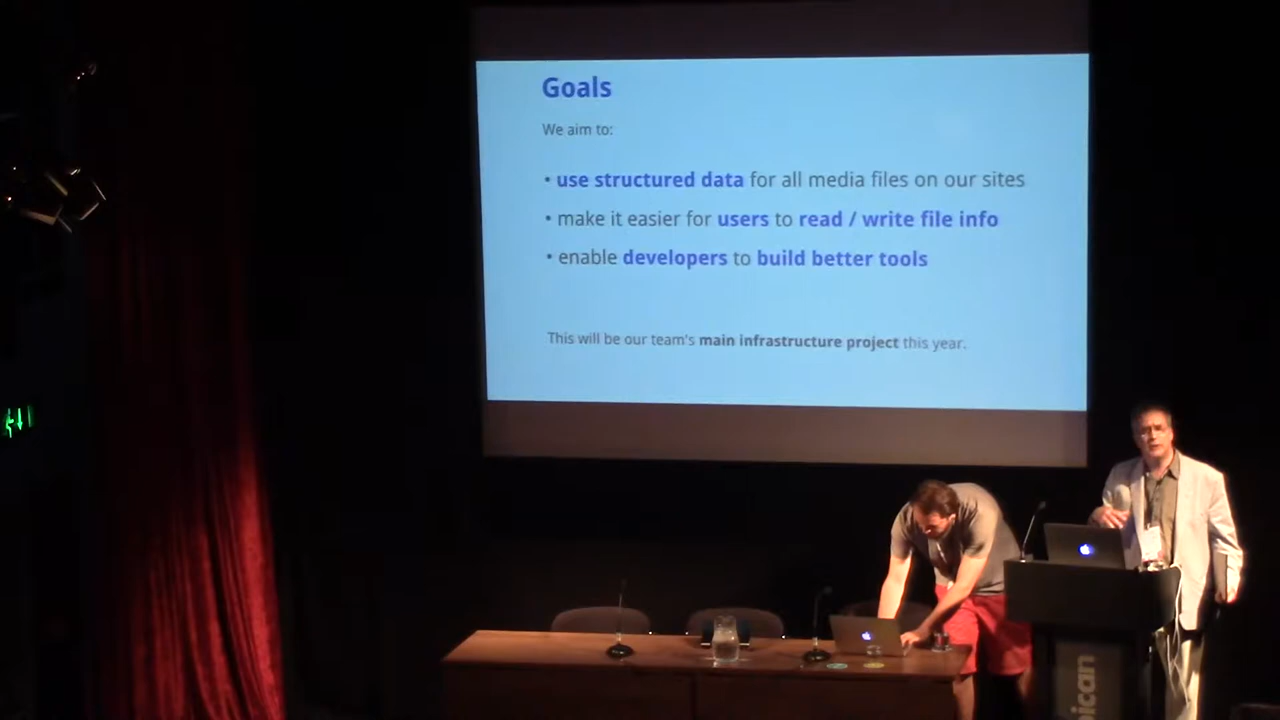 Goals
We aim to:
• use structured data for all media files on our sites
• make it easier for users to read / write file info
• enable developers to build better tools
This will be our team's main infrastructure project this year.
bican